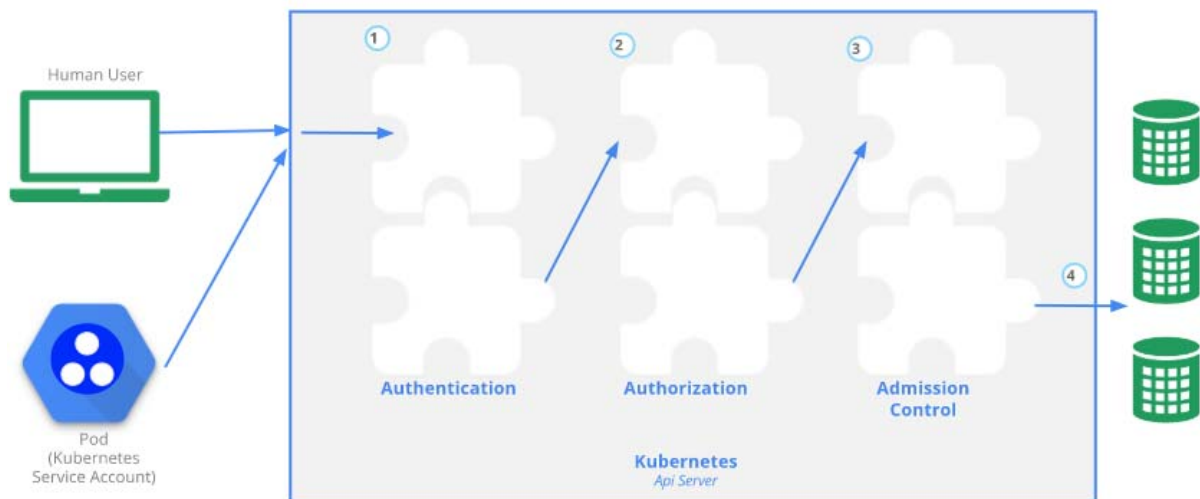 Human User
Pod
(Kubernetes
Service Account)
1
2
3
4
Authentication
Authorization
Admission
Control
Kubernetes
Api Server